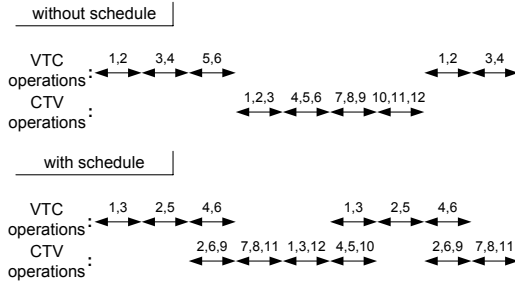 without schedule
VTC operations: 1,2 3,4 5,6 1,2 3,4
CTV operations: 1,2,3 4,5,6 7,8,9 10,11,12
with schedule
VTC operations: 1,3 2,5 4,6 1,3 2,5 4,6
CTV operations: 2,6,9 7,8,11 1,3,12 4,5,10 2,6,9 7,8,11